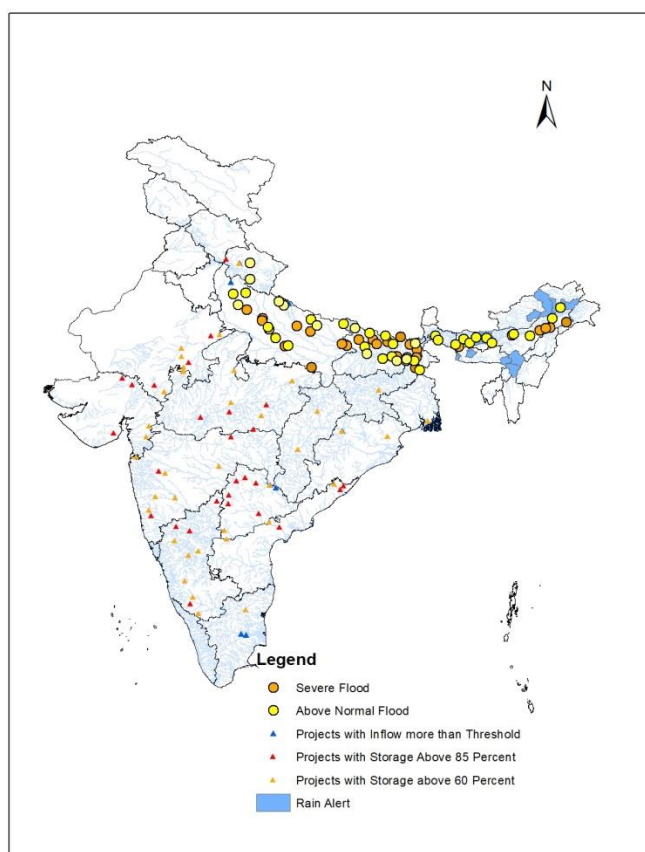 N
Legend
Severe Flood
Above Normal Flood
Projects with Inflow more than Threshold
Projects with Storage Above 85 Percent
Projects with Storage above 60 Percent
Rain Alert